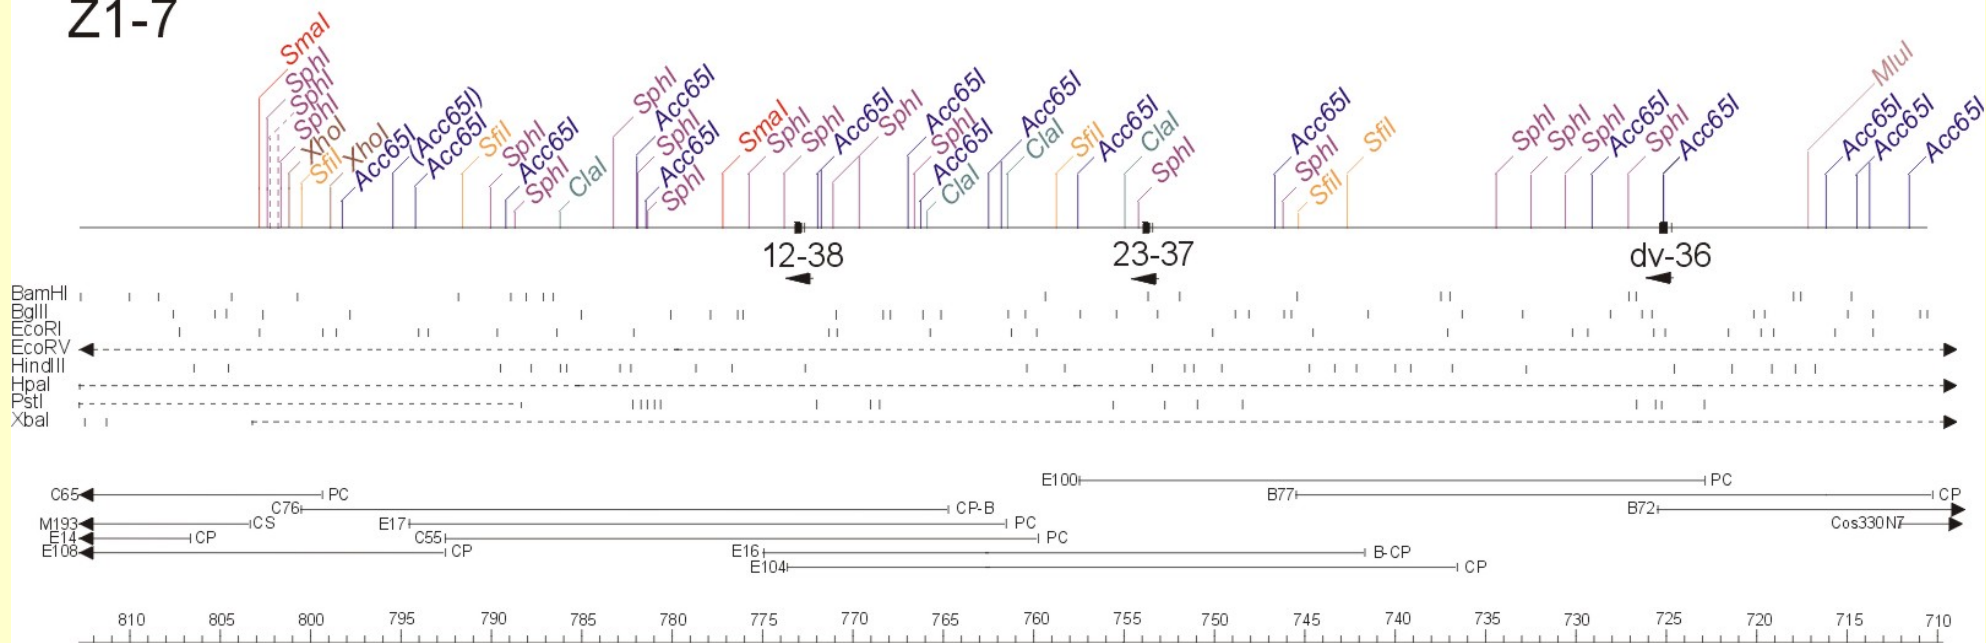 Z1-7
SmaI
SphI
SphI
SphI
XhoI
SfiI
XhoI
Acc65I
(Acc65I)
Acc65I
SfiI
SphI
Acc65I
SphI
ClaI
SphI
Acc65I
SphI
Acc65I
SphI
SmaI
SphI
SphI
Acc65I
SphI
Acc65I
SphI
Acc65I
ClaI
Acc65I
ClaI
SfiI
Acc65I
ClaI
SphI
Acc65I
SphI
SfiI
SfiI
SphI
SphI
SphI
Acc65I
SphI
Acc65I
MluI
Acc65I
Acc65I
Acc65I
12-38 23-37 dv-36
BamHI
BglII
EcoRI
EcoRV
HindIII
HpaI
PstI
XbaI
E100 PC
C65 PC B77 CP
C76 CP-B B72
M193 CS E17 PC Cos330N7
E14 CP C55 PC
E108 CP E16 B-CP
E104 CP
810 805 800 795 790 785 780 775 770 765 760 755 750 745 740 735 730 725 720 715 710